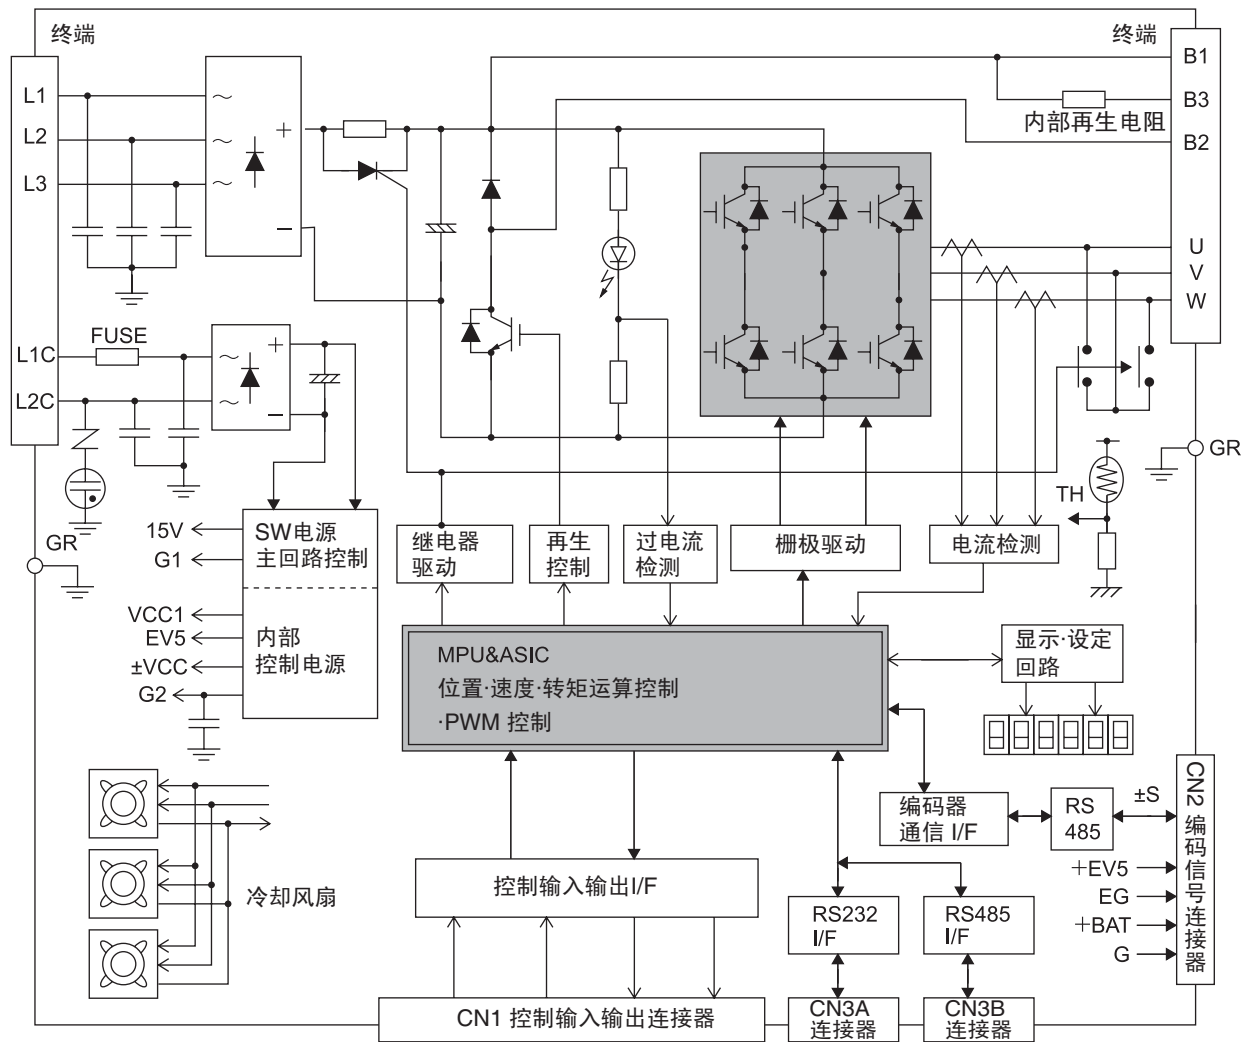 终端
终端
L1
L2
L3
B1
B3
内部再生电阻
B2
U
V
W
FUSE
L1C
L2C
GR
GR
TH
15V
G1
SW电源
主回路控制
继电器
驱动
再生
控制
过电流
检测
栅极驱动
电流检测
VCC1
EV5
±VCC
G2
内部
控制电源
MPU&ASIC
位置·速度·转矩运算控制
·PWM 控制
显示·设定
回路
冷却风扇
编码器
通信 I/F
RS
485
±S
+EV5
EG
+BAT
G
CN2 编码信号连接器
控制输入输出I/F
RS232
I/F
RS485
I/F
CN1 控制输入输出连接器
CN3A
连接器
CN3B
连接器